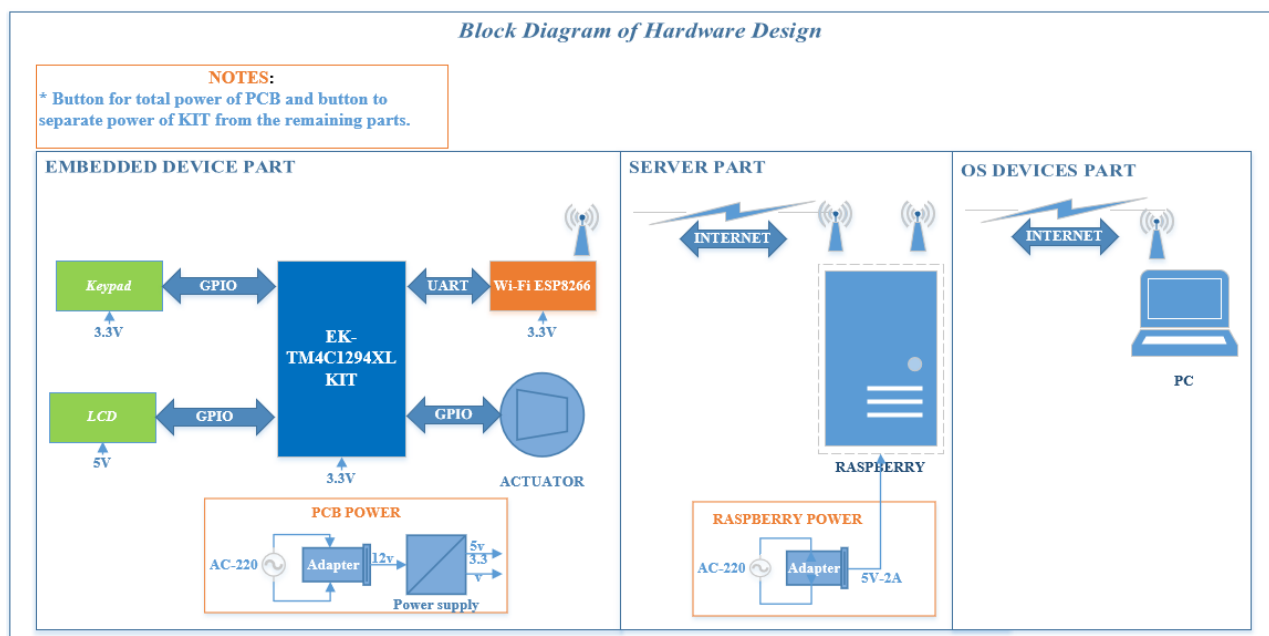 Block Diagram of Hardware Design
NOTES:
* Button for total power of PCB and button to
separate power of KIT from the remaining parts.
EMBEDDED DEVICE PART
SERVER PART
OS DEVICES PART
INTERNET
INTERNET
Keypad
GPIO
UART
Wi-Fi ESP8266
3.3V
3.3V
EK-
TM4C1294XL
KIT
LCD
GPIO
GPIO
5V
3.3V
ACTUATOR
RASPBERRY
PC
PCB POWER
AC-220
Adapter
12v
5v
3.3
v
Power supply
RASPBERRY POWER
AC-220
Adapter
5V-2A